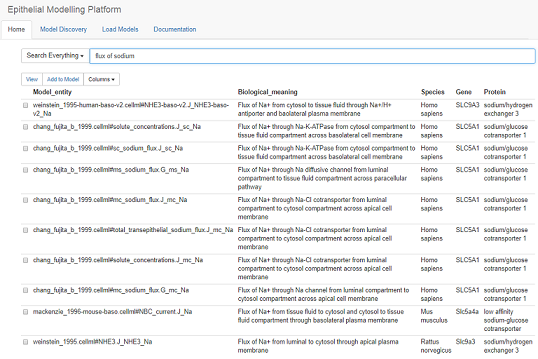 Epithelial Modelling Platform
Home Model Discovery Load Models Documentation
Search Everything flux of sodium
View Add to Model Columns
Model_entity Biological_meaning Species Gene Protein
weinstein_1995-human-baso-v2.cellml#NHE3-baso-v2.J_NHE3-baso- Flux of Na+ from cytosol to tissue fluid through Na+/H+ Homo SLC9A3 sodium/hydrogen
v2_Na antiporter and baolateral plasma membrane sapiens exchanger 3
chang_fujita_b_1999.cellml#solute_concentrations.J_sc_Na Flux of Na+ through Na-K-ATPase from cytosol compartment to Homo SLC5A1 sodium/glucose
tissue fluid compartment across basolateral cell membrane sapiens cotransporter 1
chang_fujita_b_1999.cellml#sc_sodium_flux.J_sc_Na Flux of Na+ through Na-K-ATPase from cytosol compartment to Homo SLC5A1 sodium/glucose
tissue fluid compartment across basolateral cell membrane sapiens cotransporter 1
chang_fujita_b_1999.cellml#ms_sodium_flux.G_ms_Na Flux of Na+ through Na diffusive channel from luminal Homo SLC5A1 sodium/glucose
compartment to tissue fluid compartment across paracellular sapiens cotransporter 1
pathway
chang_fujita_b_1999.cellml#mc_sodium_flux.J_mc_Na Flux of Na+ through Na-Cl cotransporter from luminal Homo SLC5A1 sodium/glucose
compartment to cytosol compartment across apical cell sapiens cotransporter 1
membrane
chang_fujita_b_1999.cellml#total_transepithelial_sodium_flux.J_mc_Na Flux of Na+ through Na-Cl cotransporter from luminal Homo SLC5A1 sodium/glucose
compartment to cytosol compartment across apical cell sapiens cotransporter 1
membrane
chang_fujita_b_1999.cellml#solute_concentrations.J_mc_Na Flux of Na+ through Na-Cl cotransporter from luminal Homo SLC5A1 sodium/glucose
compartment to cytosol compartment across apical cell sapiens cotransporter 1
membrane
chang_fujita_b_1999.cellml#mc_sodium_flux.G_mc_Na Flux of Na+ through Na channel from luminal compartment to Homo SLC5A1 sodium/glucose
cytosol compartment across apical cell membrane sapiens cotransporter 1
mackenzie_1996-mouse-baso.cellml#NBC_current.J_Na Flux of Na+ from tissue fluid to cytosol and cytosol to tissue Mus Slc5a4a low affinity
fluid compartment through basolateral plasma membrane musculus sodium-glucose
cotransporter
weinstein_1995.cellml#NHE3.J_NHE3_Na Flux of Na+ from luminal to cytosol through apical plasma Rattus Slc9a3 sodium/hydrogen
membrane norvegicus exchanger 3